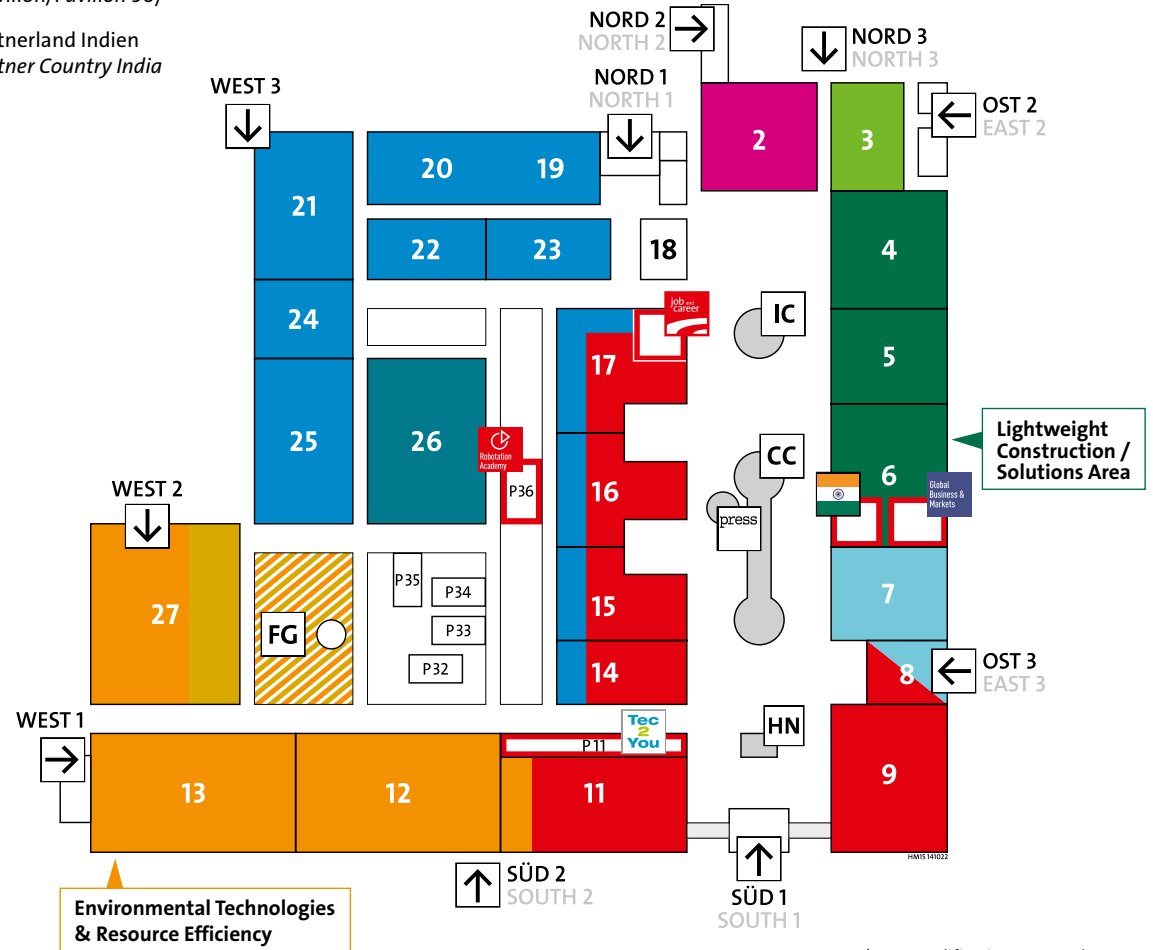 tnerland Indien
tner Country India
NORD 2
NORTH 2
NORD 3
NORTH 3
NORD 1
NORTH 1
WEST 3
OST 2
EAST 2
2
3
20
19
21
22
23
18
4
24
job and
career
IC
17
5
25
26
Robotation
Academy
P36
16
CC
press
6
Global
Business &
Markets
Lightweight
Construction /
Solutions Area
WEST 2
27
FG
P35
P34
P33
P32
15
14
7
8
OST 3
EAST 3
WEST 1
Tec
2
You
P11
HN
13
12
11
9
HM15 141022
SÜD 2
SOUTH 2
SÜD 1
SOUTH 1
Environmental Technologies
& Resource Efficiency